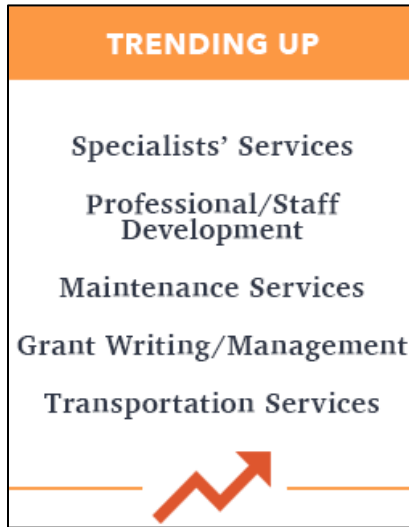 TRENDING UP
Specialists’ Services
Professional/Staff
Development
Maintenance Services
Grant Writing/Management
Transportation Services